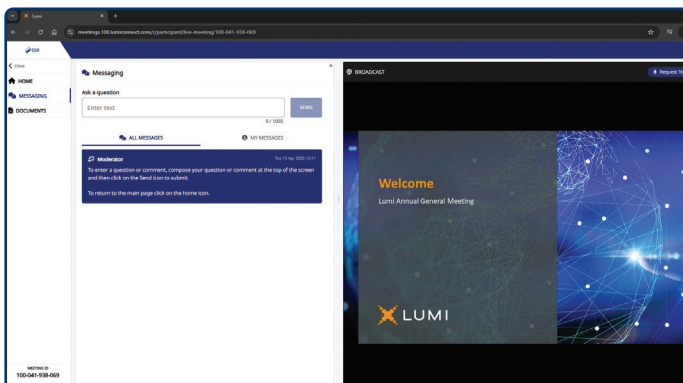 Lumi
meetings.100.lumiconnect.com/c/participant/live-meeting/100-041-938-069
Close
HOME
MESSAGING
DOCUMENTS
MEETING ID
100-041-938-069
Messaging
Ask a question
Enter text
SEND
0 / 1000
ALL MESSAGES
MY MESSAGES
Moderator
To enter a question or comment, compose your question or comment at the top of the screen
and then click on the Send icon to submit.
To return to the main page click on the home icon.
BROADCAST
Request To
Welcome
Lumi Annual General Meeting
LUMI